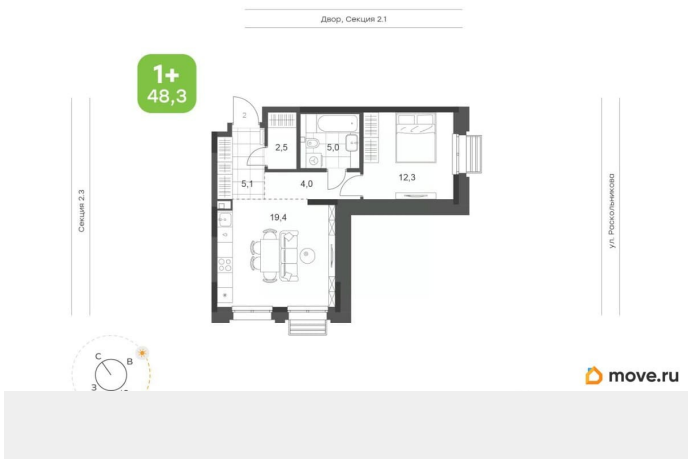 Двор, Секция 2.1
1+
48,3
2
2,5
5,0
12,3
5,1
4,0
19,4
Секция 2.3
ул. Раскольниково
С
В
З
move.ru